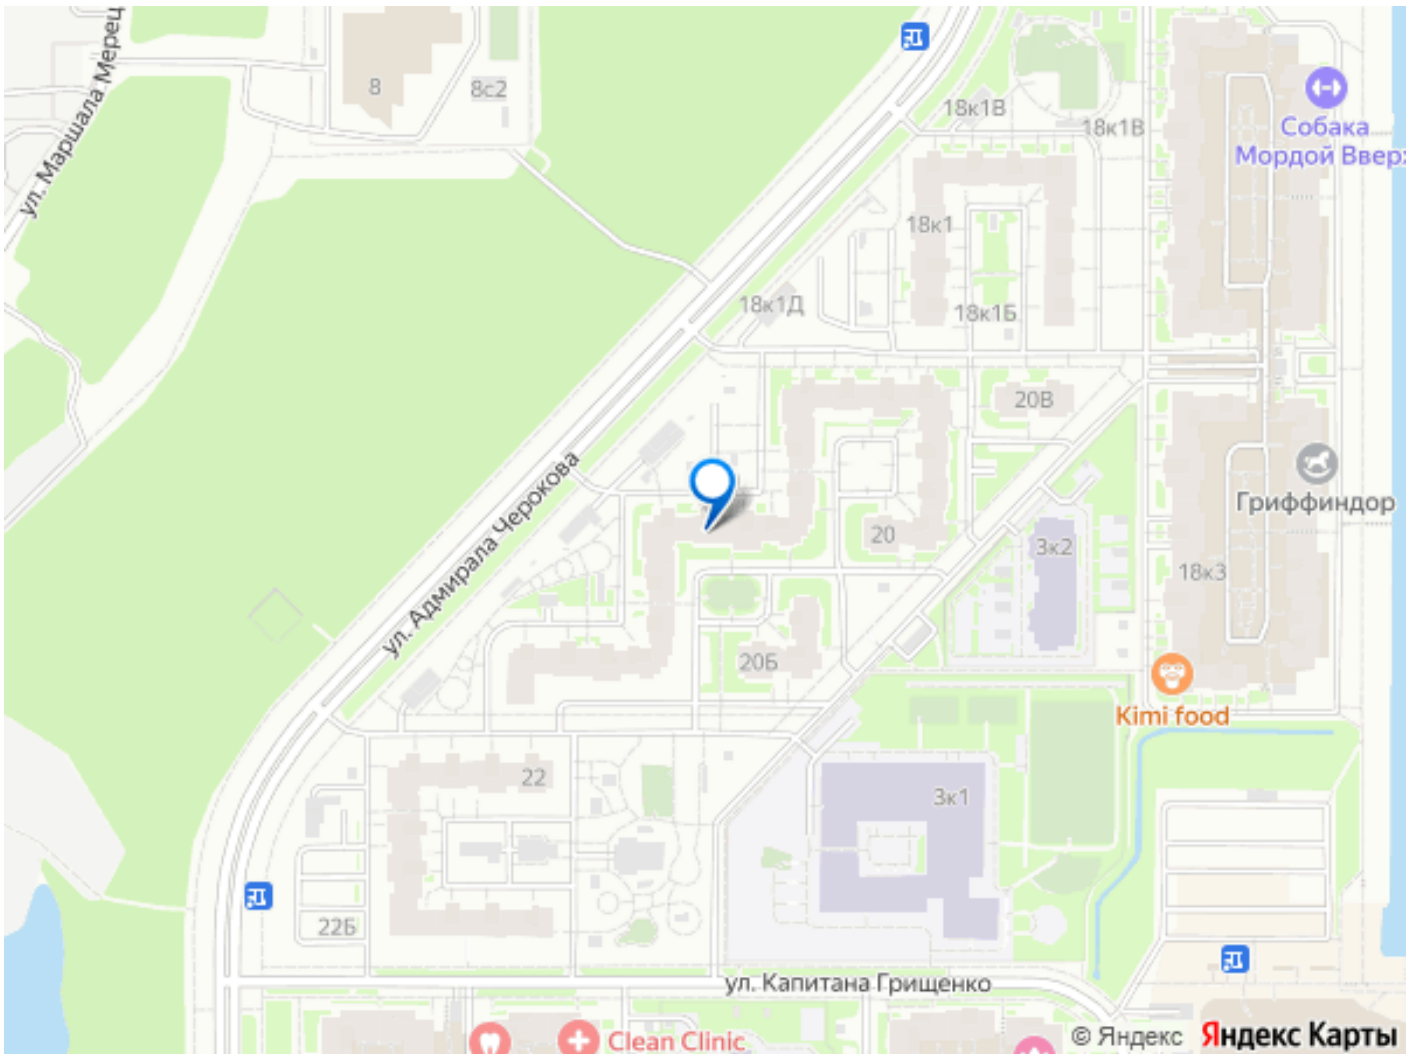 ул. Маршала Мерец
8
8с2
18к1В
18к1В
Собака
Мордой Вверх
18к1
18к1Д
18к1Б
20В
ул. Адмирала Черокова
Гриффиндор
20
3к2
18к3
20Б
Kimi food
22
3к1
22Б
ул. Капитана Грищенко
Clean Clinic
© Яндекс
Яндекс Карты